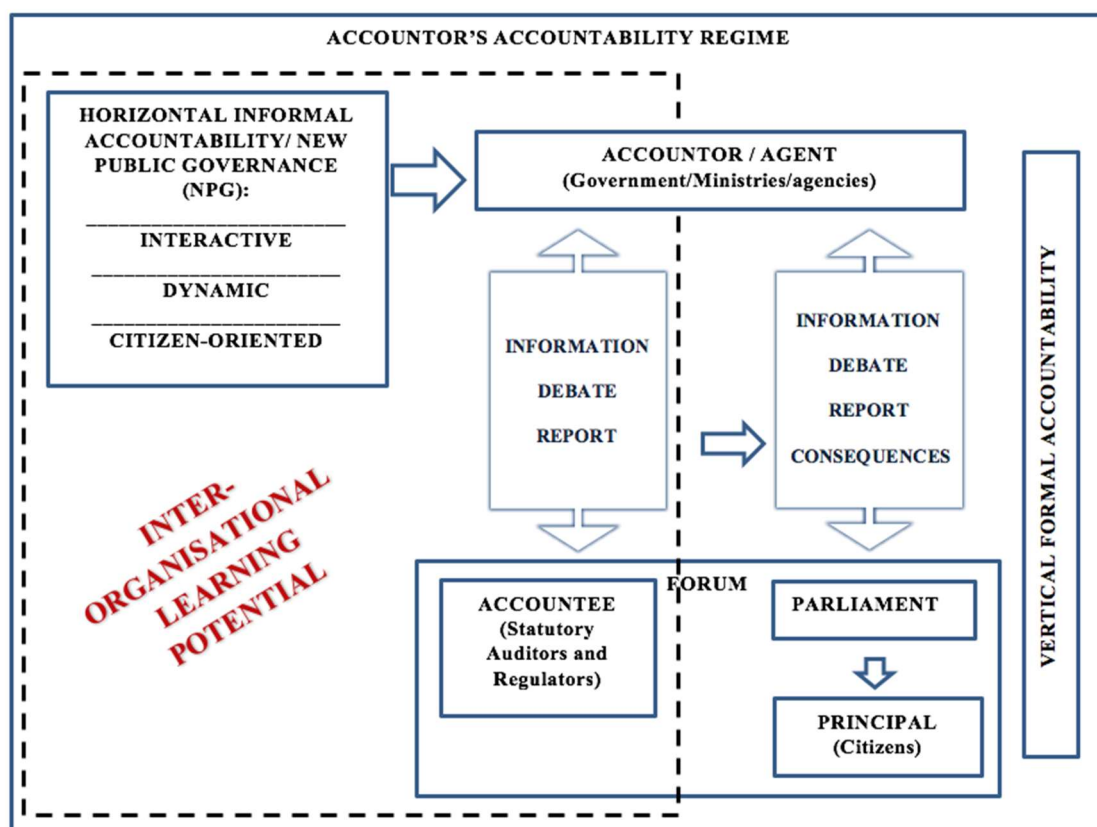 ACCOUNTOR'S ACCOUNTABILITY REGIME
HORIZONTAL INFORMAL
ACCOUNTABILITY/ NEW
PUBLIC GOVERNANCE
(NPG):
INTERACTIVE
DYNAMIC
CITIZEN-ORIENTED
ACCOUNTOR / AGENT
(Government/Ministries/agencies)
INFORMATION
DEBATE
REPORT
INFORMATION
DEBATE
REPORT
CONSEQUENCES
INTER-
ORGANISATIONAL
LEARNING
POTENTIAL
FORUM
ACCOUNTEE
(Statutory
Auditors and
Regulators)
PARLIAMENT
PRINCIPAL
(Citizens)
VERTICAL FORMAL ACCOUNTABILITY